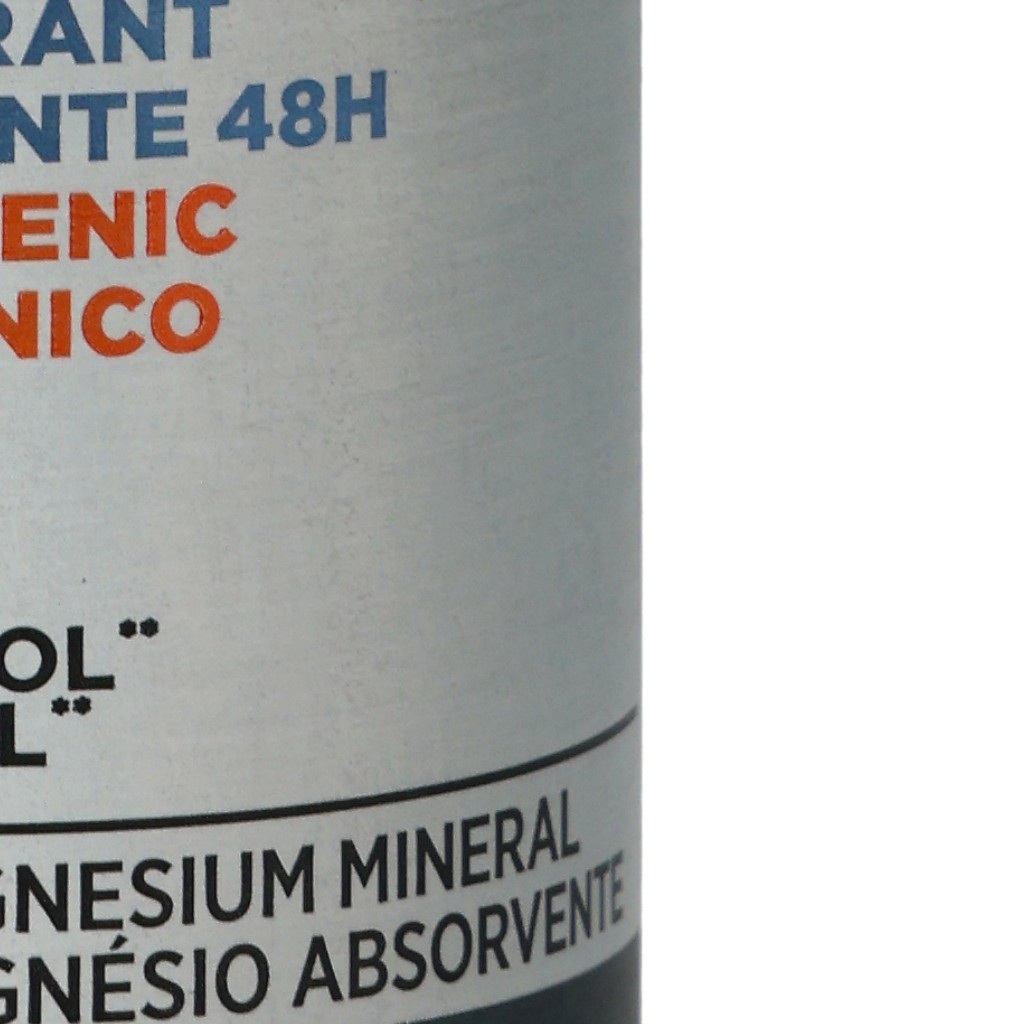 RANT
NTE 48H
ENIC
NICO
OL**
L**
GNESIUM MINERAL
GNÉSIO ABSORVENTE